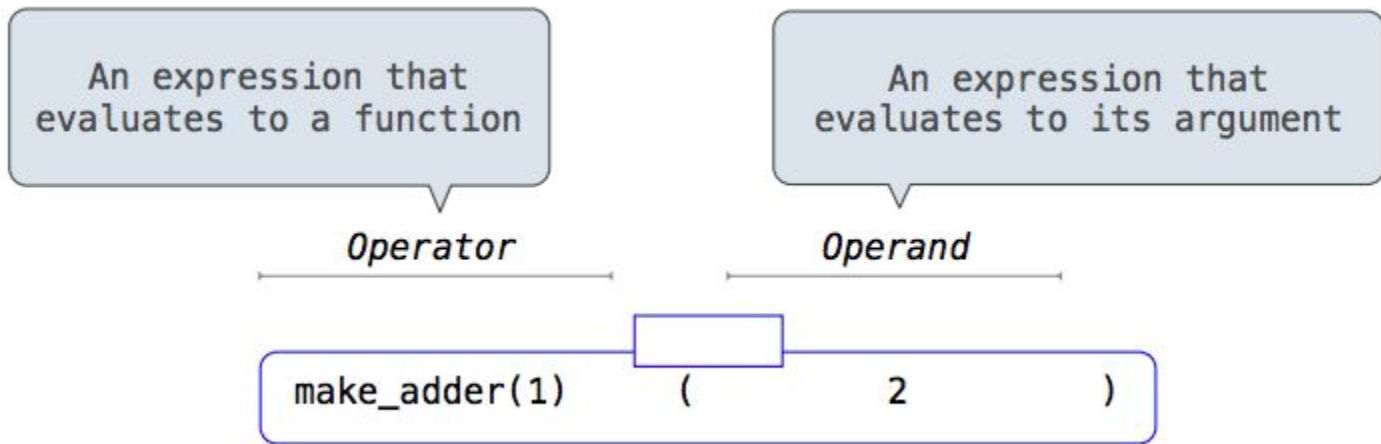 An expression that
evaluates to a function
An expression that
evaluates to its argument
Operator
Operand
make_adder(1) ( 2 )